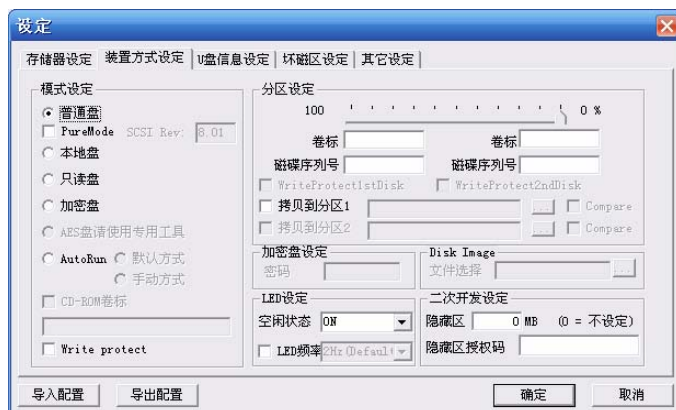 设定
存储器设定 装置方式设定 U盘信息设定 坏磁区设定 其它设定
模式设定
普通盘
PureMode SCSI Rev: 8.01
本地盘
只读盘
加密盘
AES盘请使用专用工具
AutoRun 默认方式
手动方式
CD-ROM卷标
Write protect
分区设定
100 0 %
卷标 卷标
磁碟序列号 磁碟序列号
WriteProtect1stDisk WriteProtect2ndDisk
拷贝到分区1 ... Compare
拷贝到分区2 ... Compare
加密盘设定
密码
Disk Image
文件选择 ...
LED设定
空闲状态 ON
LED频率 2Hz(Defaul
二次开发设定
隐藏区 0 MB (0 = 不设定)
隐藏区授权码
导入配置 导出配置 确定 取消